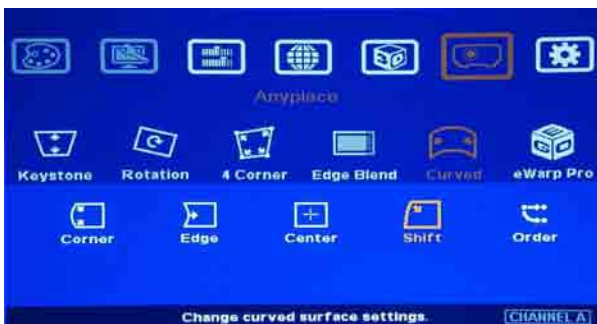 3D
Anyplace
Keystone Rotation 4 Corner Edge Blend Curved eWarp Pro
Corner Edge Center Shift Order
Change curved surface settings. CHANNEL A